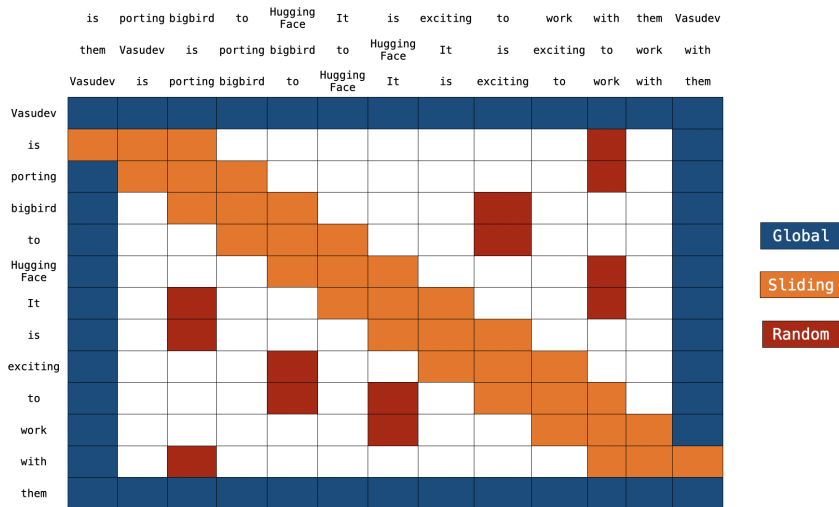 is porting bigbird to Hugging Face It is exciting to work with them Vasudev
them Vasudev is porting bigbird to Hugging Face It is exciting to work with
Vasudev is porting bigbird to Hugging Face It is exciting to work with them
Vasudev
is
porting
bigbird
to
Hugging
Face
It
is
exciting
to
work
with
them
Global
Sliding
Random